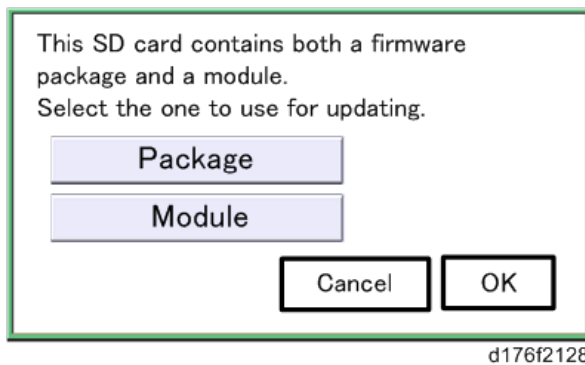 This SD card contains both a firmware
package and a module.
Select the one to use for updating.
Package
Module
Cancel OK
d176f2128